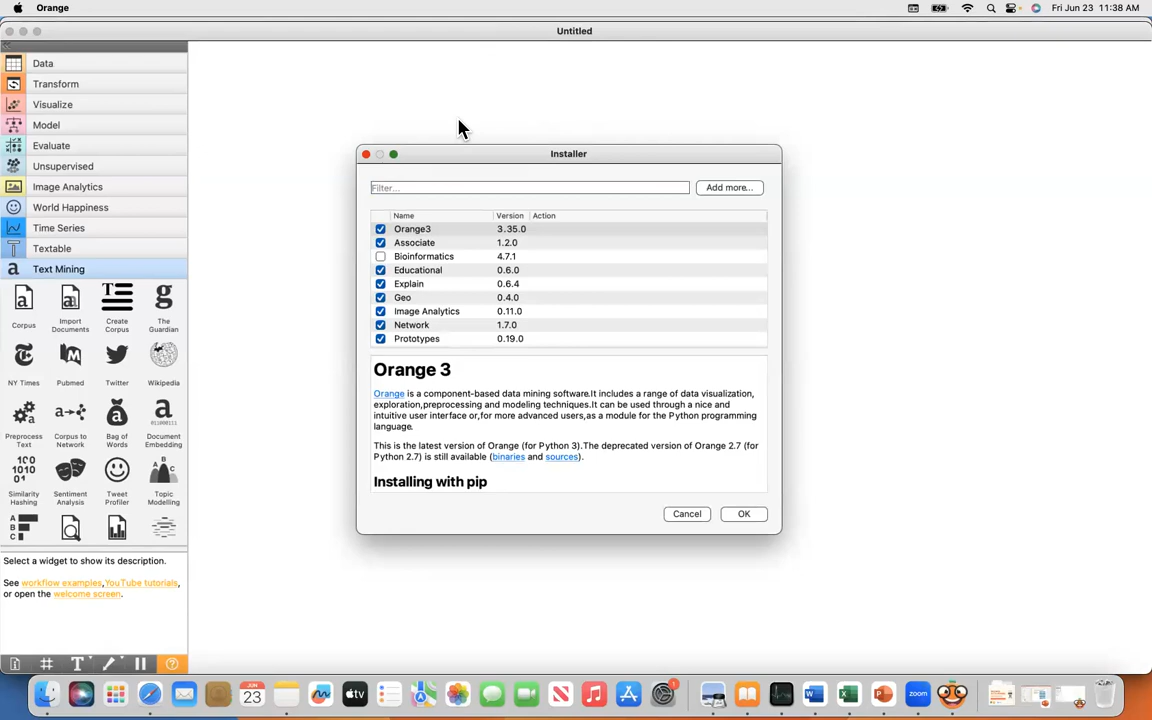 Orange
Fri Jun 23 11:38 AM
Untitled
Data
Transform
Visualize
Model
Evaluate
Unsupervised
Image Analytics
World Happiness
Time Series
Textable
Text Mining
Corpus
Import Documents
Create Corpus
The Guardian
NY Times
Pubmed
Twitter
Wikipedia
Preprocess Text
Corpus to Network
Bag of Words
Document Embedding
Similarity Hashing
Sentiment Analysis
Tweet Profiler
Topic Modelling
Select a widget to show its description.
See workflow examples, YouTube tutorials,
or open the welcome screen.
Installer
Filter...
Add more...
Name Version Action
Orange3 3.35.0
Associate 1.2.0
Bioinformatics 4.7.1
Educational 0.6.0
Explain 0.6.4
Geo 0.4.0
Image Analytics 0.11.0
Network 1.7.0
Prototypes 0.19.0
Orange 3
Orange is a component-based data mining software.It includes a range of data visualization,
exploration,preprocessing and modeling techniques.It can be used through a nice and
intuitive user interface or,for more advanced users,as a module for the Python programming
language.
This is the latest version of Orange (for Python 3).The deprecated version of Orange 2.7 (for
Python 2.7) is still available (binaries and sources).
Installing with pip
Cancel
OK
JUN
23
tv
zoom